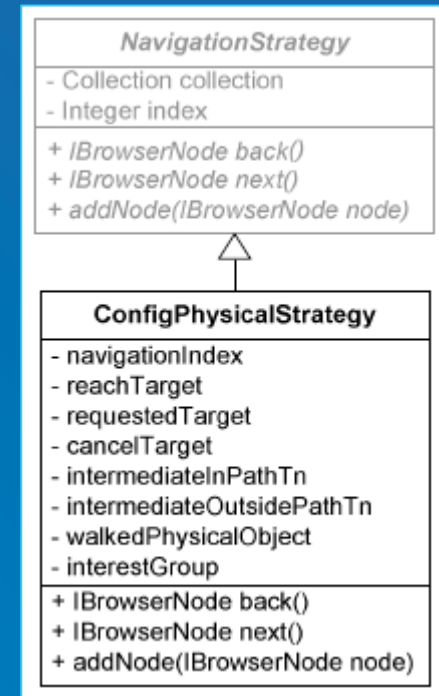 NavigationStrategy
- Collection collection
- Integer index
+ IBrowserNode back()
+ IBrowserNode next()
+ addNode(IBrowserNode node)
ConfigPhysicalStrategy
- navigationIndex
- reachTarget
- requestedTarget
- cancelTarget
- intermediateInPathTn
- intermediateOutsidePathTn
- walkedPhysicalObject
- interestGroup
+ IBrowserNode back()
+ IBrowserNode next()
+ addNode(IBrowserNode node)